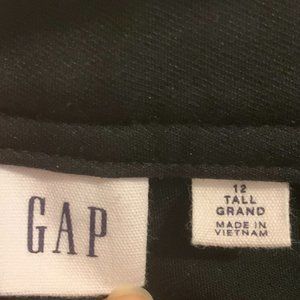 GAP
12
TALL
GRAND
MADE IN
VIETNAM